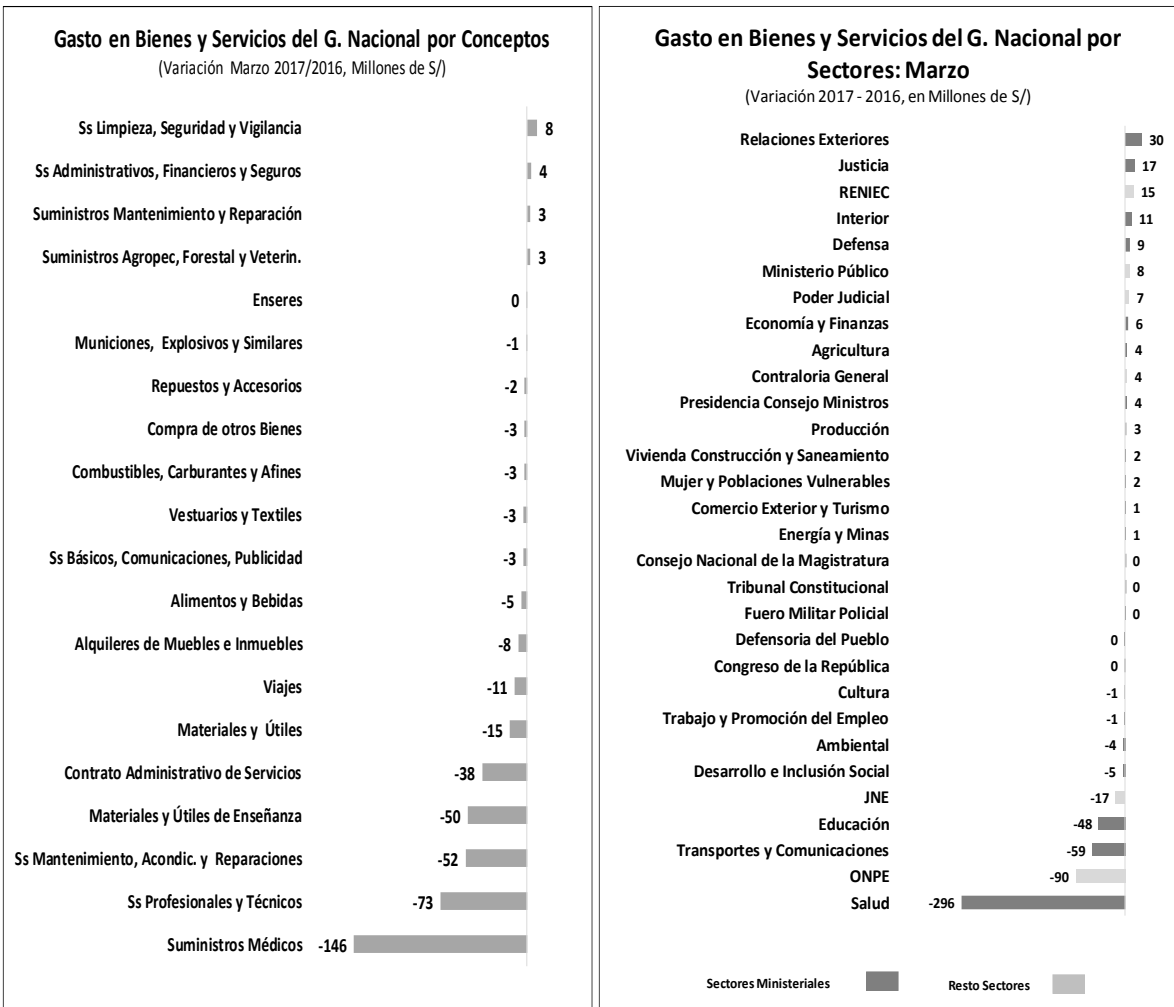 Gasto en Bienes y Servicios del G. Nacional por Conceptos
(Variación Marzo 2017/2016, Millones de S/)
Ss Limpieza, Seguridad y Vigilancia 8
Ss Administrativos, Financieros y Seguros 4
Suministros Mantenimiento y Reparación 3
Suministros Agropec, Forestal y Veterin. 3
Enseres 0
Municiones, Explosivos y Similares -1
Repuestos y Accesorios -2
Compra de otros Bienes -3
Combustibles, Carburantes y Afines -3
Vestuarios y Textiles -3
Ss Básicos, Comunicaciones, Publicidad -3
Alimentos y Bebidas -5
Alquileres de Muebles e Inmuebles -8
Viajes -11
Materiales y Útiles -15
Contrato Administrativo de Servicios -38
Materiales y Útiles de Enseñanza -50
Ss Mantenimiento, Acondic. y Reparaciones -52
Ss Profesionales y Técnicos -73
Suministros Médicos -146
Gasto en Bienes y Servicios del G. Nacional por
Sectores: Marzo
(Variación 2017 - 2016, en Millones de S/)
Relaciones Exteriores 30
Justicia 17
RENIEC 15
Interior 11
Defensa 9
Ministerio Público 8
Poder Judicial 7
Economía y Finanzas 6
Agricultura 4
Contraloria General 4
Presidencia Consejo Ministros 4
Producción 3
Vivienda Construcción y Saneamiento 2
Mujer y Poblaciones Vulnerables 2
Comercio Exterior y Turismo 1
Energía y Minas 1
Consejo Nacional de la Magistratura 0
Tribunal Constitucional 0
Fuero Militar Policial 0
Defensoria del Pueblo 0
Congreso de la República 0
Cultura -1
Trabajo y Promoción del Empleo -1
Ambiental -4
Desarrollo e Inclusión Social -5
JNE -17
Educación -48
Transportes y Comunicaciones -59
ONPE -90
Salud -296
Sectores Ministeriales Resto Sectores